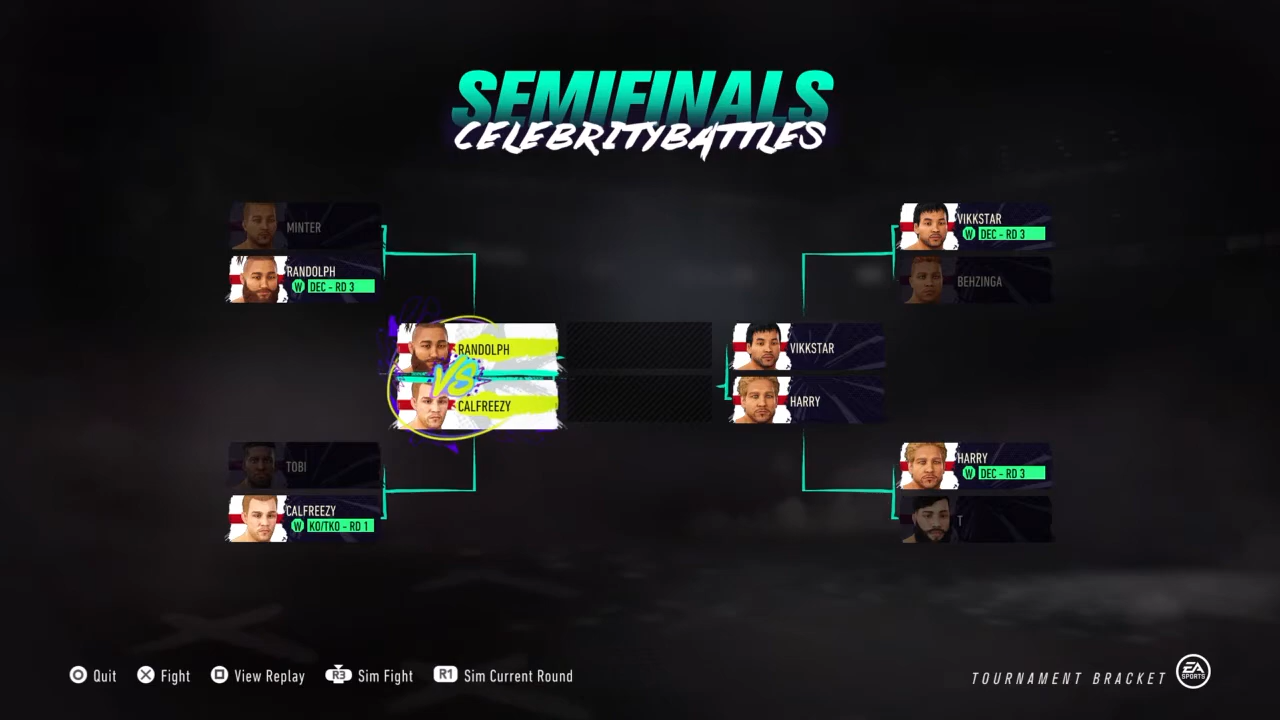 SEMIFINALS
CELEBRITYBATTLES
MINTER
RANDOLPH
W DEC - RD 3
RANDOLPH
VS
CALFREEZY
TOBI
CALFREEZY
W KO/TKO - RD 1
VIKKSTAR
W DEC - RD 3
BEHZINGA
VIKKSTAR
HARRY
HARRY
W DEC - RD 3
T
Quit
Fight
View Replay
R3 Sim Fight
R1 Sim Current Round
TOURNAMENT BRACKET
EA SPORTS